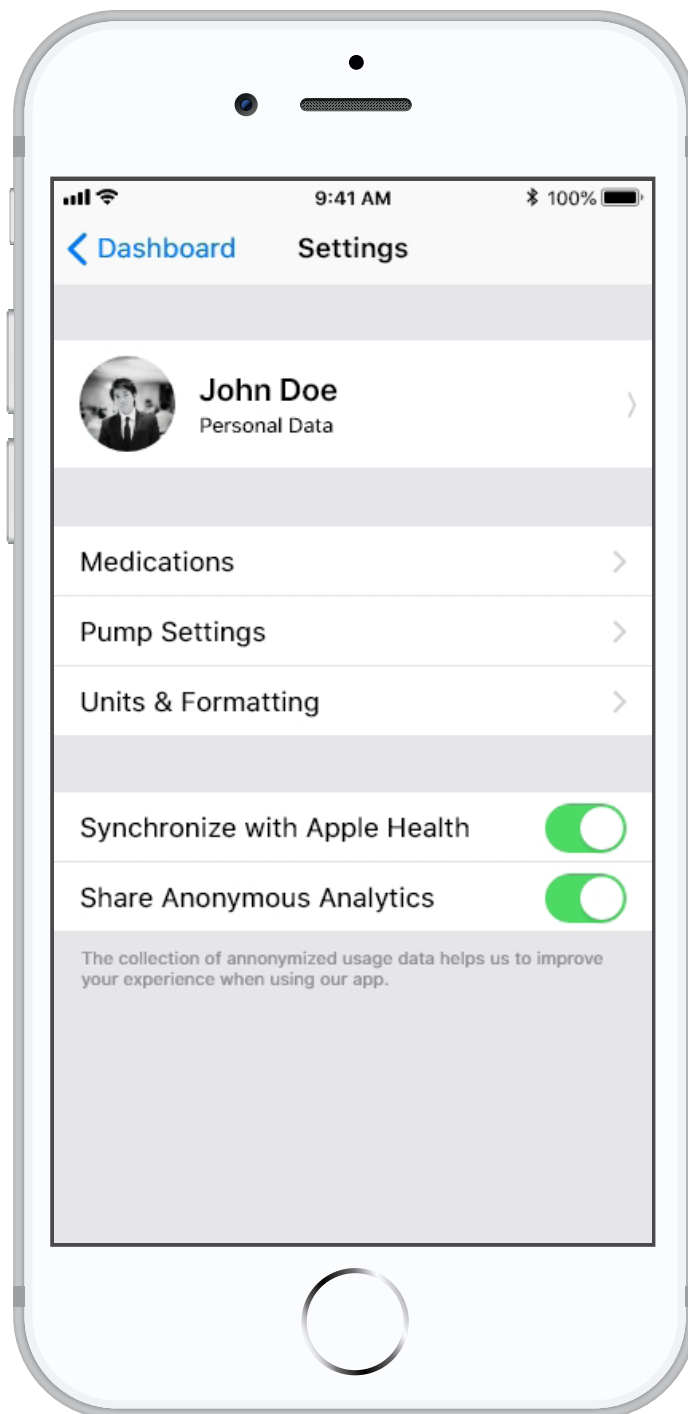 9:41 AM
100%
Dashboard
Settings
John Doe
Personal Data
Medications
Pump Settings
Units & Formatting
Synchronize with Apple Health
Share Anonymous Analytics
The collection of annonymized usage data helps us to improve
your experience when using our app.